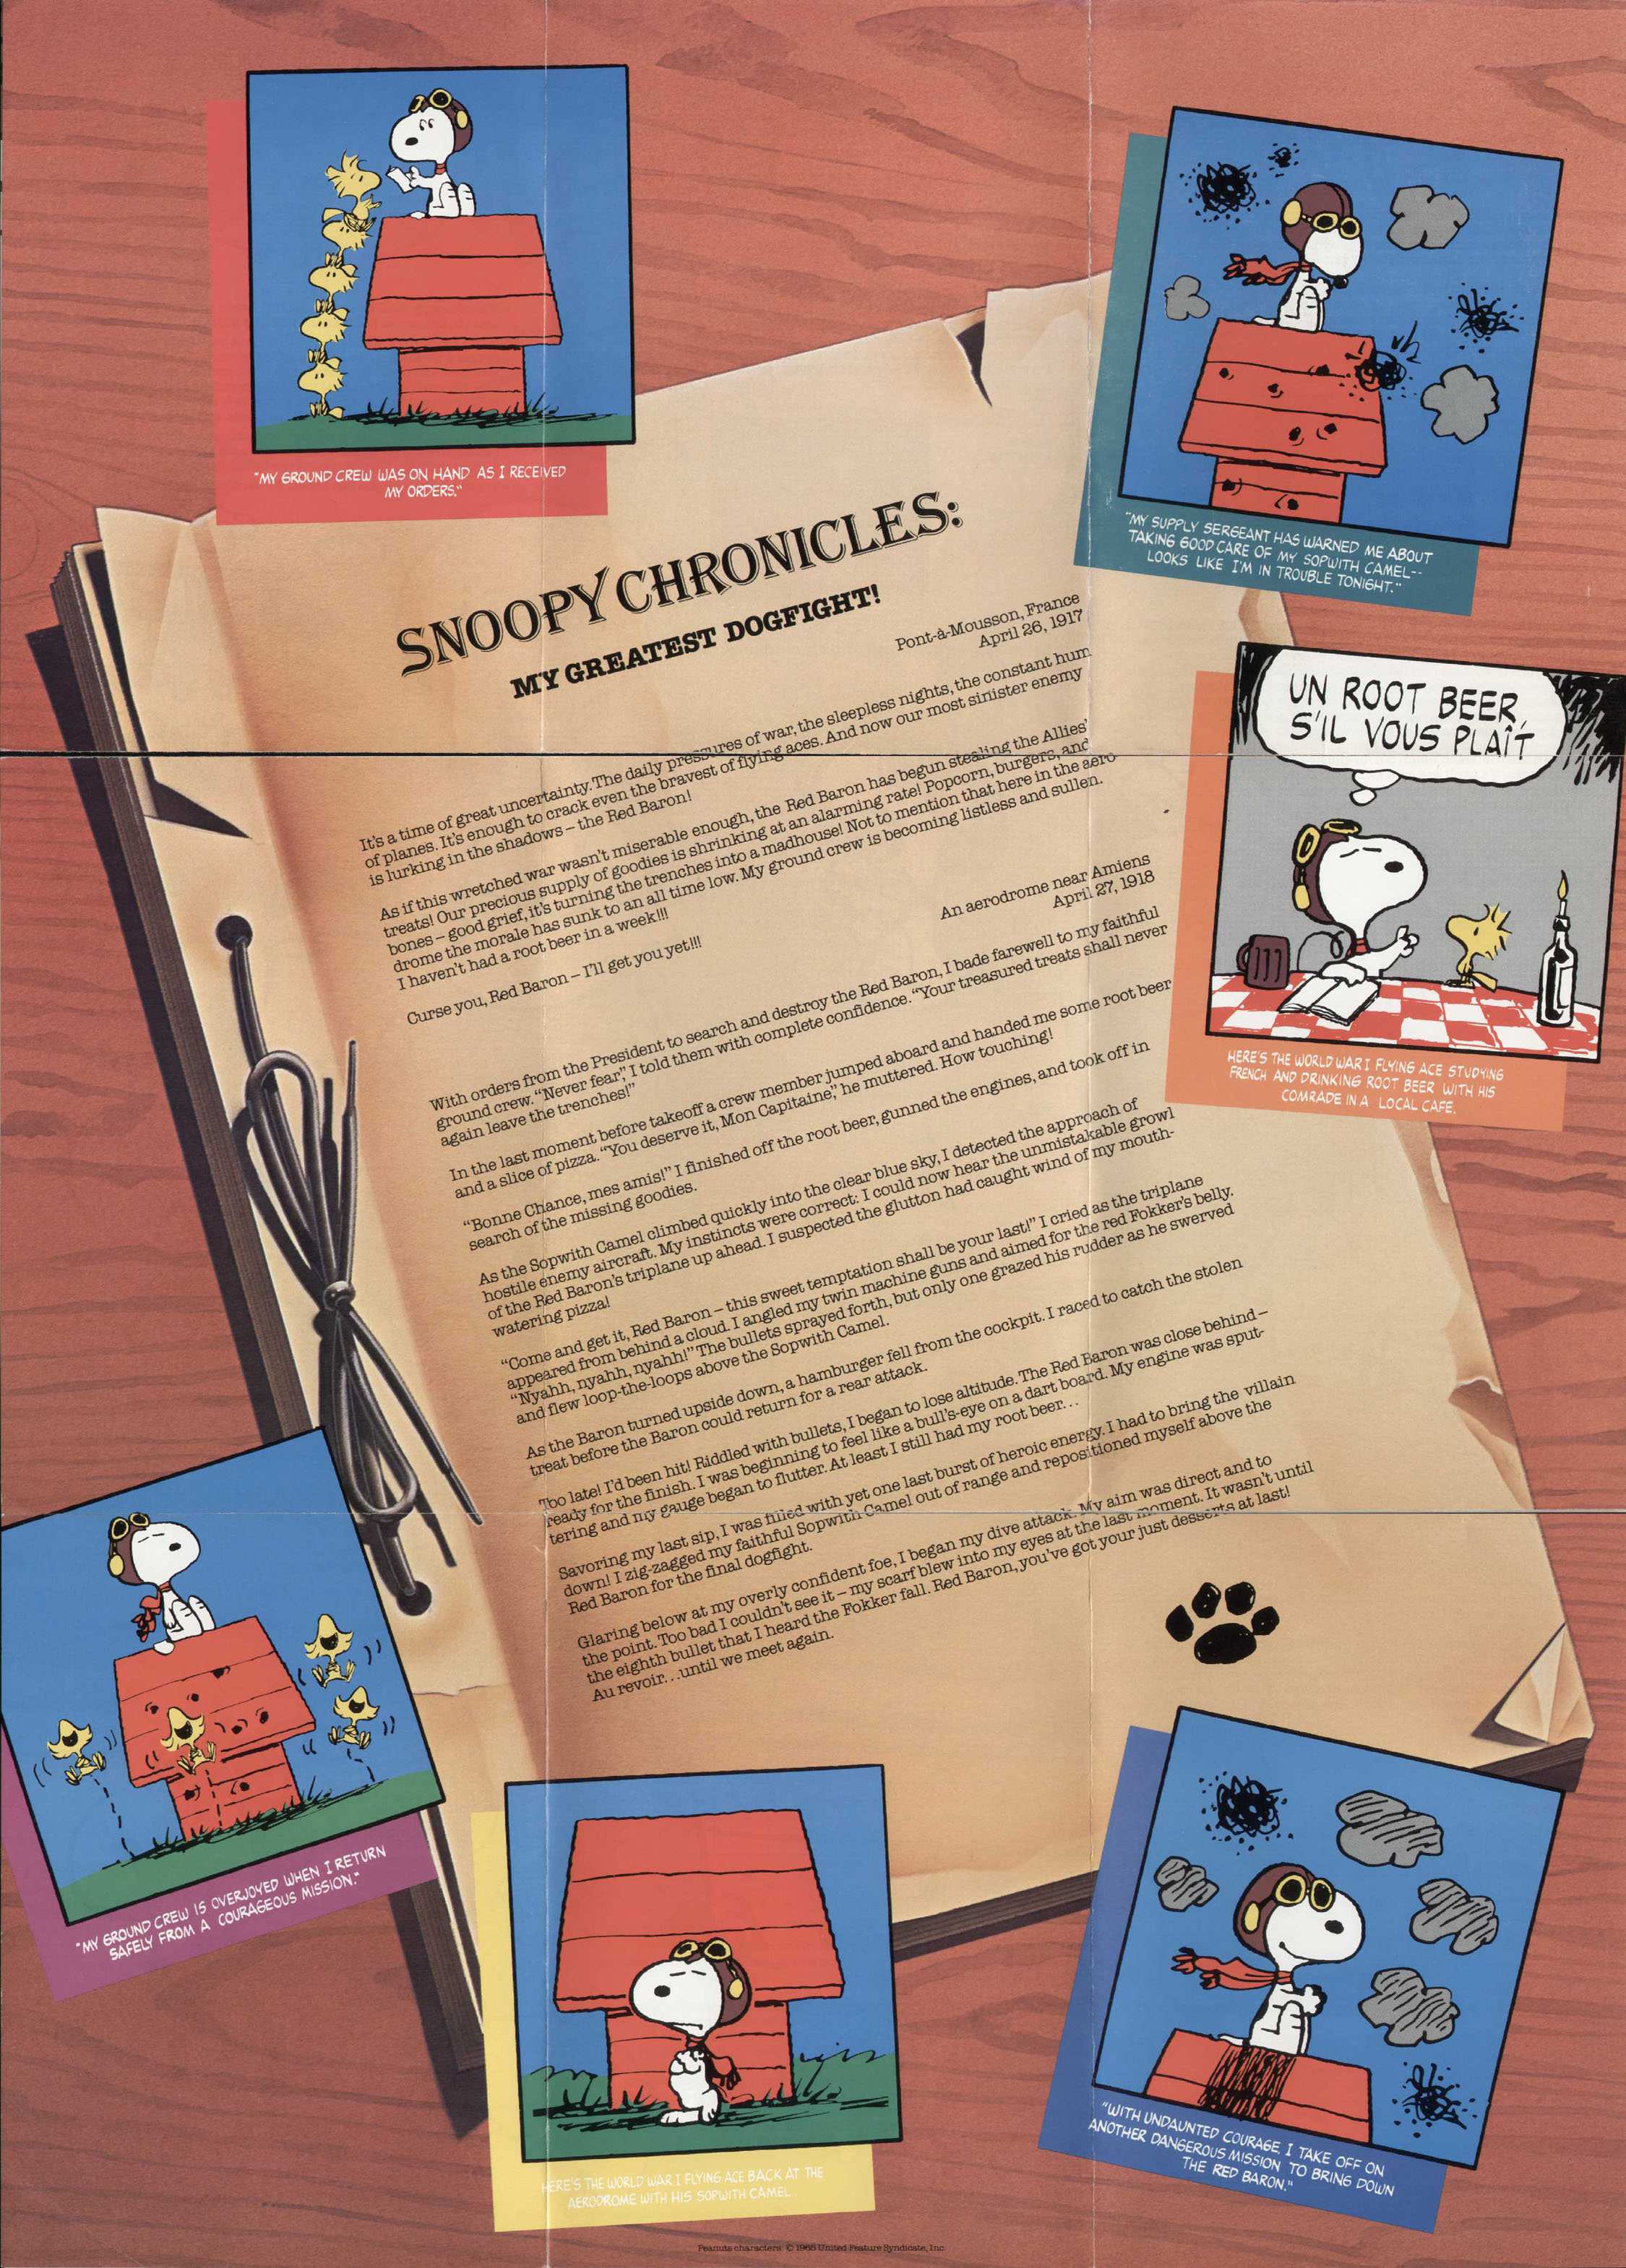 "MY GROUND CREW WAS ON HAND AS I RECEIVED
MY ORDERS."
"MY SUPPLY SERGEANT HAS WARNED ME ABOUT
TAKING GOOD CARE OF MY SOPWITH CAMEL--
LOOKS LIKE I'M IN TROUBLE TONIGHT."
SNOOPY CHRONICLES:
MY GREATEST DOGFIGHT!
Pont-à-Mousson, France
April 26, 1917
It's a time of great uncertainty. The daily pressures of war, the sleepless nights, the constant hum
of planes. It's enough to crack even the bravest of flying aces. And now our most sinister enemy
is lurking in the shadows – the Red Baron!
As if this wretched war wasn't miserable enough, the Red Baron has begun stealing the Allies'
treats! Our precious supply of goodies is shrinking at an alarming rate! Popcorn, burgers, and
bones – good grief, it's turning the trenches into a madhouse! Not to mention that here in the aero
drome the morale has sunk to an all time low. My ground crew is becoming listless and sullen.
I haven't had a root beer in a week!!!
Curse you, Red Baron – I'll get you yet!!!
An aerodrome near Amiens
April 27, 1918
With orders from the President to search and destroy the Red Baron, I bade farewell to my faithful
ground crew. "Never fear," I told them with complete confidence. "Your treasured treats shall never
again leave the trenches!"
In the last moment before takeoff a crew member jumped aboard and handed me some root beer
and a slice of pizza. "You deserve it, Mon Capitaine," he muttered. How touching!
"Bonne Chance, mes amis!" I finished off the root beer, gunned the engines, and took off in
search of the missing goodies.
As the Sopwith Camel climbed quickly into the clear blue sky, I detected the approach of
hostile enemy aircraft. My instincts were correct: I could now hear the unmistakable growl
of the Red Baron's triplane up ahead. I suspected the glutton had caught wind of my mouth-
watering pizza!
"Come and get it, Red Baron – this sweet temptation shall be your last!" I cried as the triplane
appeared from behind a cloud. I angled my twin machine guns and aimed for the red Fokker's belly.
"Nyahh, nyahh, nyahh!" The bullets sprayed forth, but only one grazed his rudder as he swerved
and flew loop-the-loops above the Sopwith Camel.
As the Baron turned upside down, a hamburger fell from the cockpit. I raced to catch the stolen
treat before the Baron could return for a rear attack.
Too late! I'd been hit! Riddled with bullets, I began to lose altitude. The Red Baron was close behind –
ready for the finish. I was beginning to feel like a bull's-eye on a dart board. My engine was sput-
tering and my gauge began to flutter. At least I still had my root beer...
Savoring my last sip, I was filled with yet one last burst of heroic energy. I had to bring the villain
down! I zig-zagged my faithful Sopwith Camel out of range and repositioned myself above the
Red Baron for the final dogfight.
Glaring below at my overly confident foe, I began my dive attack. My aim was direct and to
the point. Too bad I couldn't see it – my scarf blew into my eyes at the last moment. It wasn't until
the eighth bullet that I heard the Fokker fall. Red Baron, you've got your just desserts at last!
Au revoir...until we meet again.
UN ROOT BEER,
S'IL VOUS PLAÎT
HERE'S THE WORLD WAR I FLYING ACE STUDYING
FRENCH AND DRINKING ROOT BEER WITH HIS
COMRADE IN A LOCAL CAFE.
"MY GROUND CREW IS OVERJOYED WHEN I RETURN
SAFELY FROM A COURAGEOUS MISSION."
HERE'S THE WORLD WAR I FLYING ACE BACK AT THE
AERODROME WITH HIS SOPWITH CAMEL.
"WITH UNDAUNTED COURAGE, I TAKE OFF ON
ANOTHER DANGEROUS MISSION TO BRING DOWN
THE RED BARON."
Peanuts characters: © 1965 United Feature Syndicate, Inc.